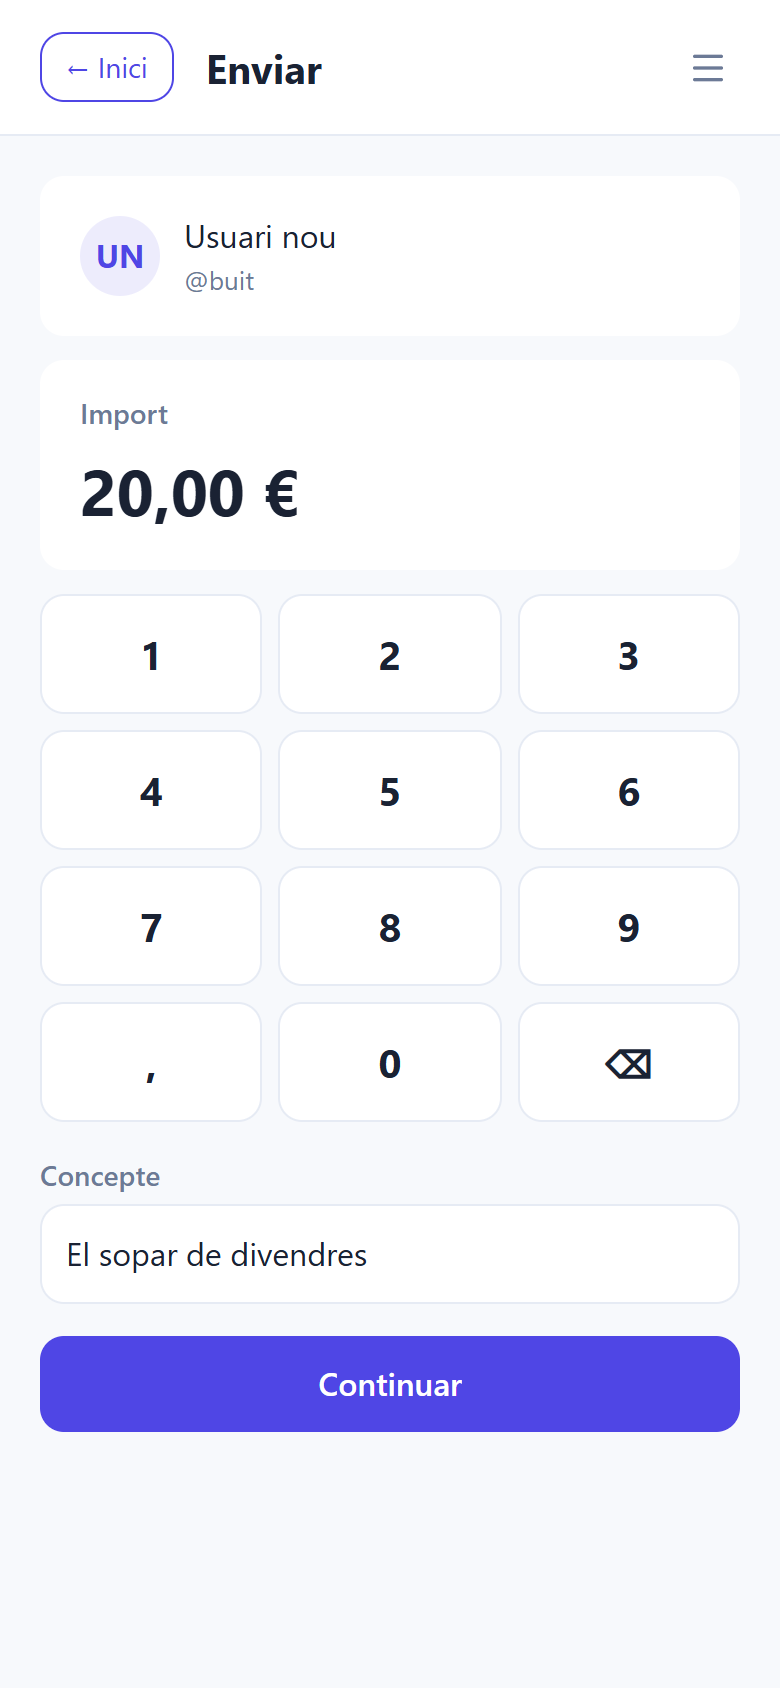 ← Inici
Enviar
UN
Usuari nou
@buit
Import
20,00 €
1 2 3
4 5 6
7 8 9
, 0 ⌫
Concepte
El sopar de divendres
Continuar